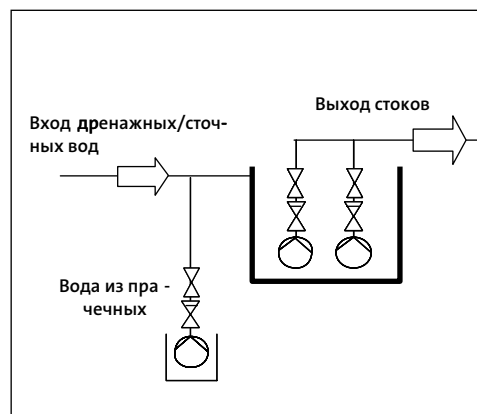 Выход стоков
Вход дренажных/сточ-
ных вод
Вода из пра -
чечных